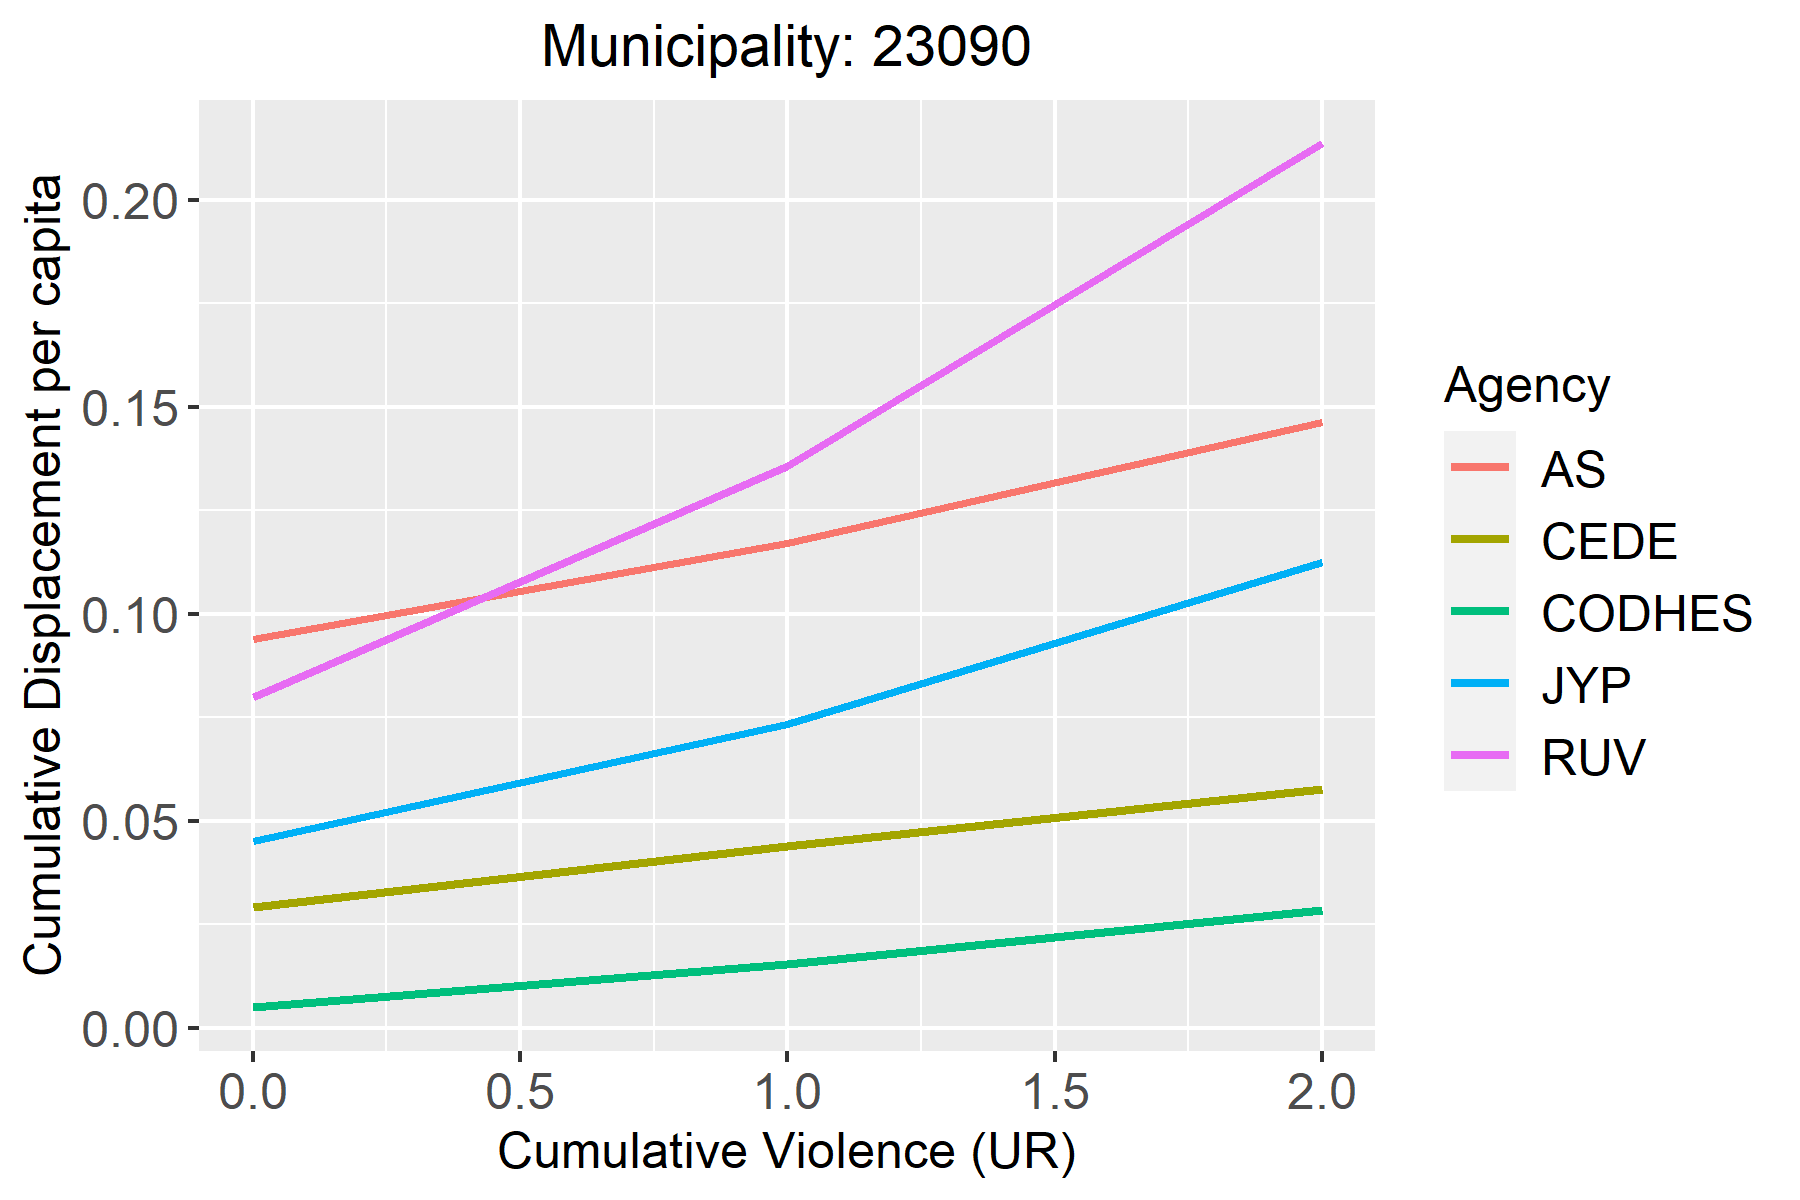 Municipality: 23090
Cumulative Displacement per capita
0.20
0.15
0.10
0.05
0.00
0.0 0.5 1.0 1.5 2.0
Cumulative Violence (UR)
Agency
AS
CEDE
CODHES
JYP
RUV